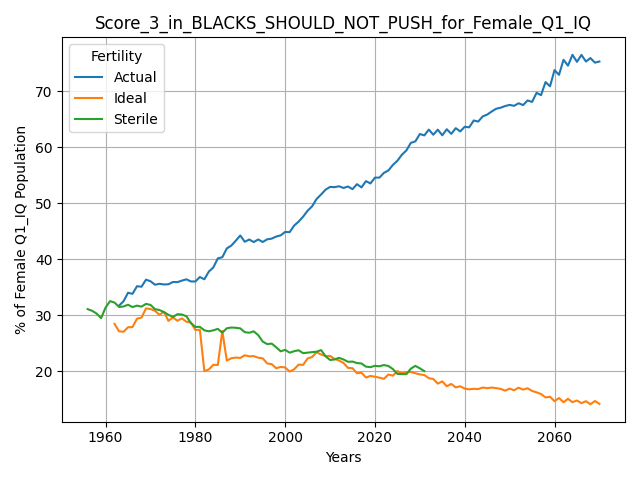 Score_3_in_BLACKS_SHOULD_NOT_PUSH_for_Female_Q1_IQ
Fertility
Actual
Ideal
Sterile
% of Female Q1_IQ Population
70
60
50
40
30
20
1960 1980 2000 2020 2040 2060
Years